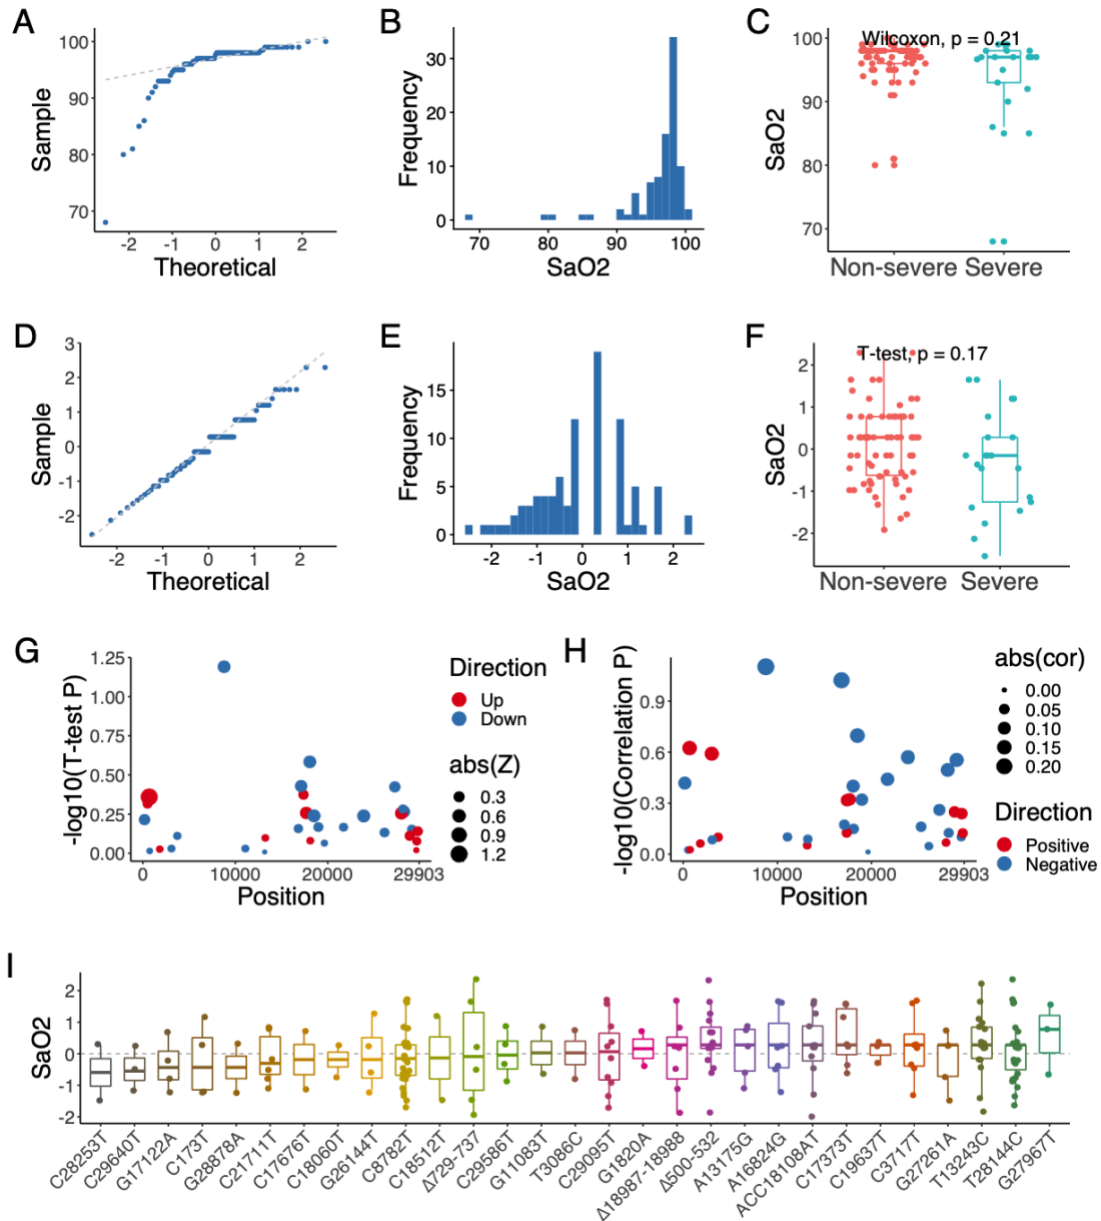 A
100
90
80
70
Sample
-2
-1
0
1
2
Theoretical
B
30
20
10
0
Frequency
70
80
90
100
SaO2
C
Wilcoxon, p = 0.21
100
90
80
70
SaO2
Non-severe
Severe
D
3
2
1
0
-1
-2
Sample
-2
-1
0
1
2
Theoretical
E
15
10
5
0
Frequency
-2
-1
0
1
2
SaO2
F
T-test, p = 0.17
2
1
0
-1
-2
SaO2
Non-severe
Severe
G
1.25
1.00
0.75
0.50
0.25
0.00
-log10(T-test P)
0
10000
20000
29903
Position
Direction
Up
Down
abs(Z)
0.3
0.6
0.9
1.2
H
0.9
0.6
0.3
0.0
-log10(Correlation P)
0
10000
20000
29903
Position
abs(cor)
0.00
0.05
0.10
0.15
0.20
Direction
Positive
Negative
I
2
1
0
-1
-2
SaO2
C28253T
C29640T
G17122A
C173T
G28878A
C21711T
C17676T
C18060T
G26144T
C8782T
C18512T
Δ729-737
C29586T
G11083T
T3086C
C29095T
G1820A
Δ18987-18988
Δ500-532
A13175G
A16824G
ACC18108AT
C17373T
C19637T
C3717T
G27261A
T13243C
T28144C
G27967T